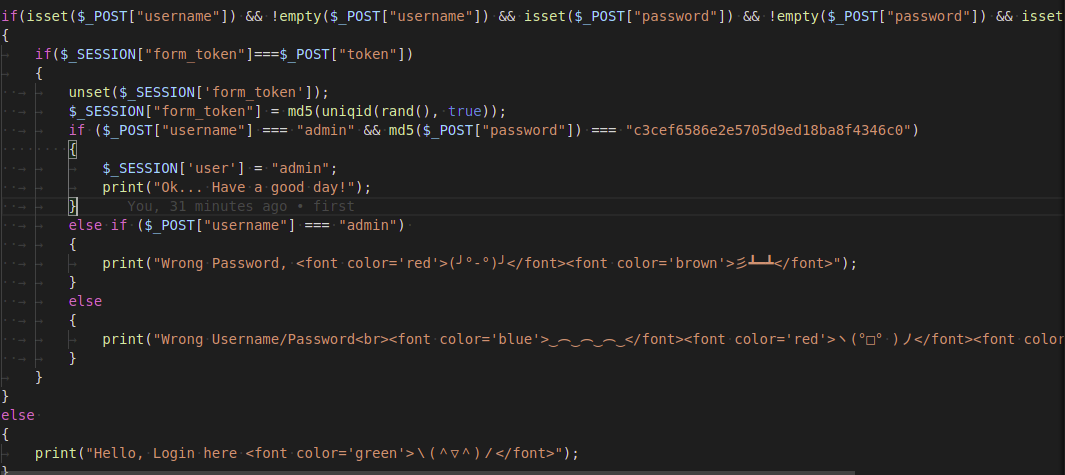 if(isset($_POST["username"]) && !empty($_POST["username"]) && isset($_POST["password"]) && !empty($_POST["password"]) && isset
{
if($_SESSION["form_token"]===$_POST["token"])
{
unset($_SESSION['form_token']);
$_SESSION["form_token"] = md5(uniqid(rand(), true));
if ($_POST["username"] === "admin" && md5($_POST["password"]) === "c3cef6586e2e5705d9ed18ba8f4346c0")
{
$_SESSION['user'] = "admin";
print("Ok... Have a good day!");
} You, 31 minutes ago • first
else if ($_POST["username"] === "admin")
{
print("Wrong Password, <font color='red'>(╯°-°)╯</font><font color='brown'>彡┻━┻</font>");
}
else
{
print("Wrong Username/Password<br><font color='blue'>‿︵‿︵‿︵‿</font><font color='red'>ヽ(°□° )ノ</font><font color
}
}
}
else
{
print("Hello, Login here <font color='green'>\(^▽^)/</font>");
}